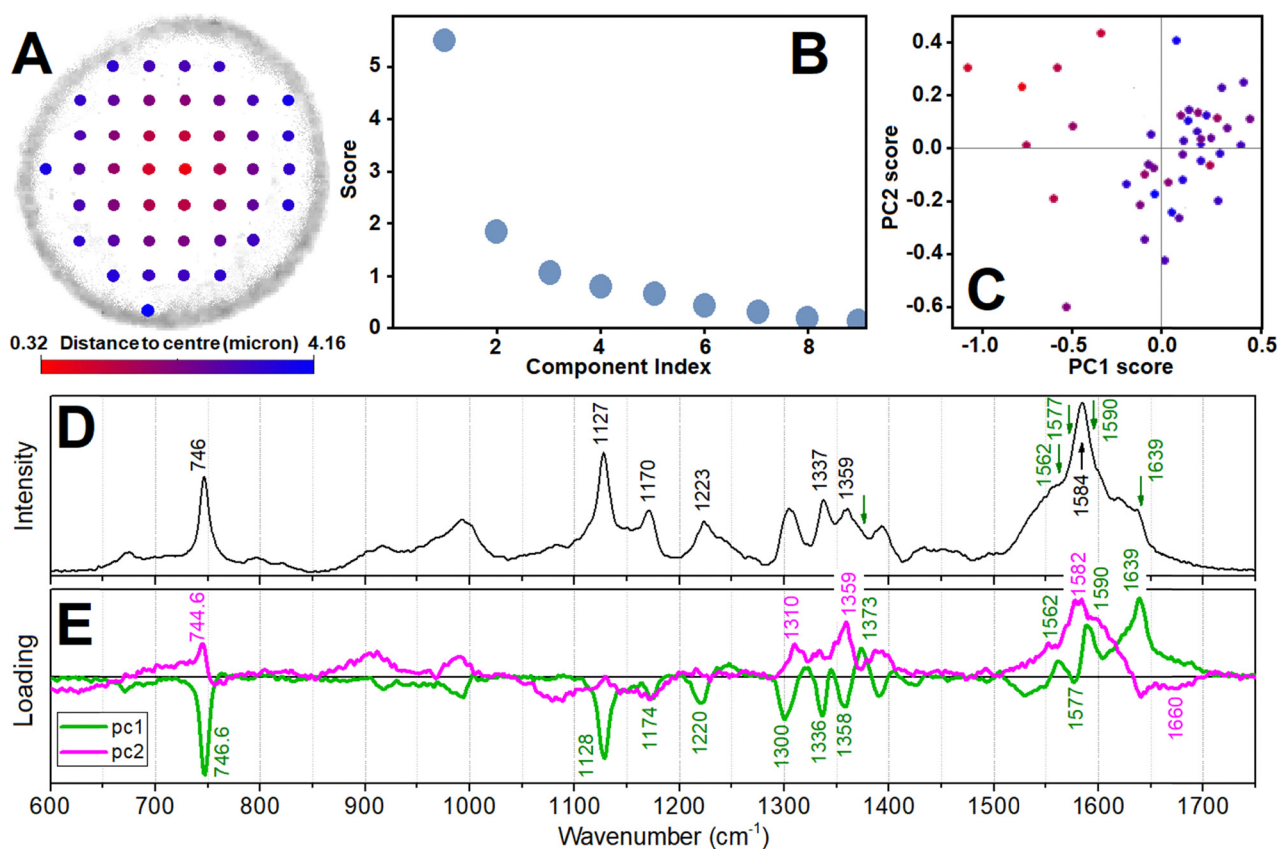 A
0.32 Distance to centre (micron) 4.16
B
Score
5
4
3
2
1
0
2 4 6 8
Component Index
C
PC2 score
0.4
0.2
0.0
-0.2
-0.4
-0.6
-1.0 -0.5 0.0 0.5
PC1 score
D
Intensity
746
1127
1170
1223
1337
1359
1562
1577
1584
1590
1639
E
Loading
744.6
746.6
1128
1174
1220
1300
1310
1336
1358
1359
1373
1562
1577
1582
1590
1639
1660
pc1
pc2
600 700 800 900 1000 1100 1200 1300 1400 1500 1600 1700
Wavenumber (cm⁻¹)